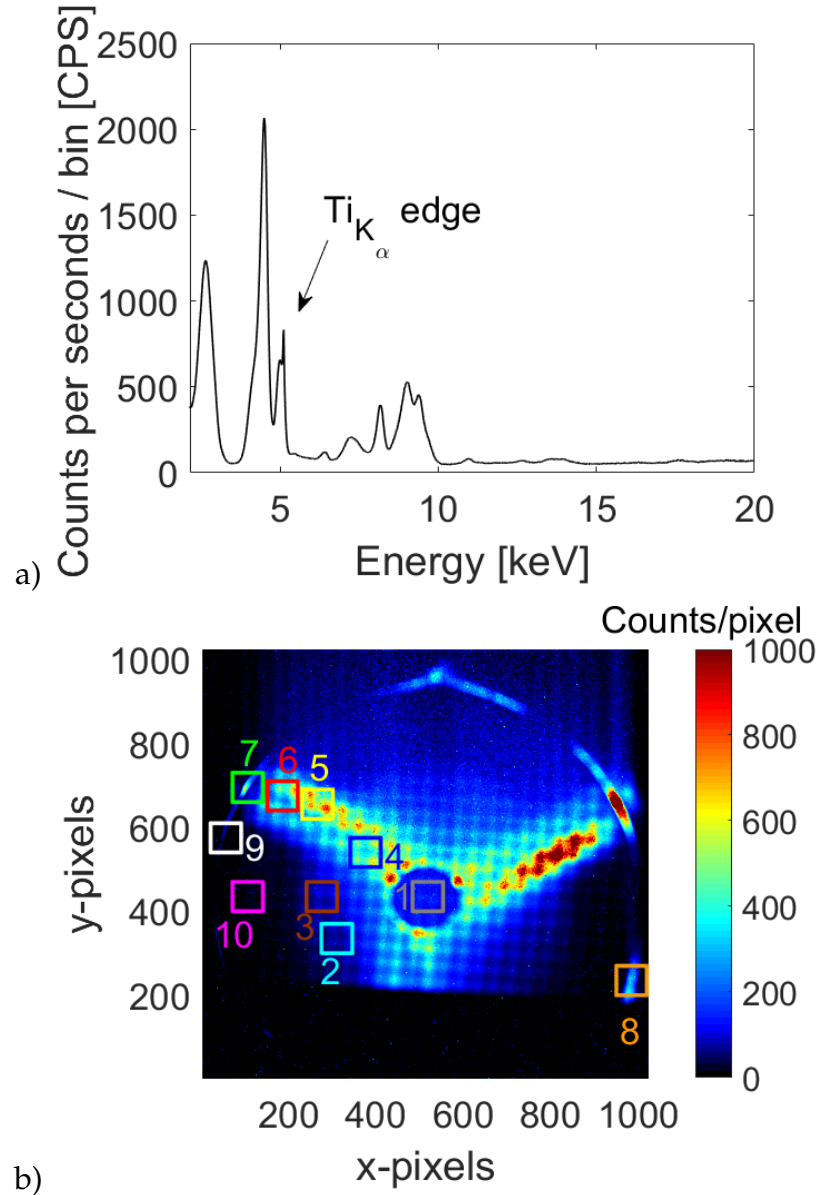 Counts per seconds / bin [CPS]
2500
2000
1500
1000
500
0
Ti_{K_α} edge
5 10 15 20
Energy [keV]
a)
Counts/pixel
y-pixels
1000
800
600
400
200
7 6 5
9 4
1
10 3
2
8
1000
800
600
400
200
0
200 400 600 800 1000
x-pixels
b)